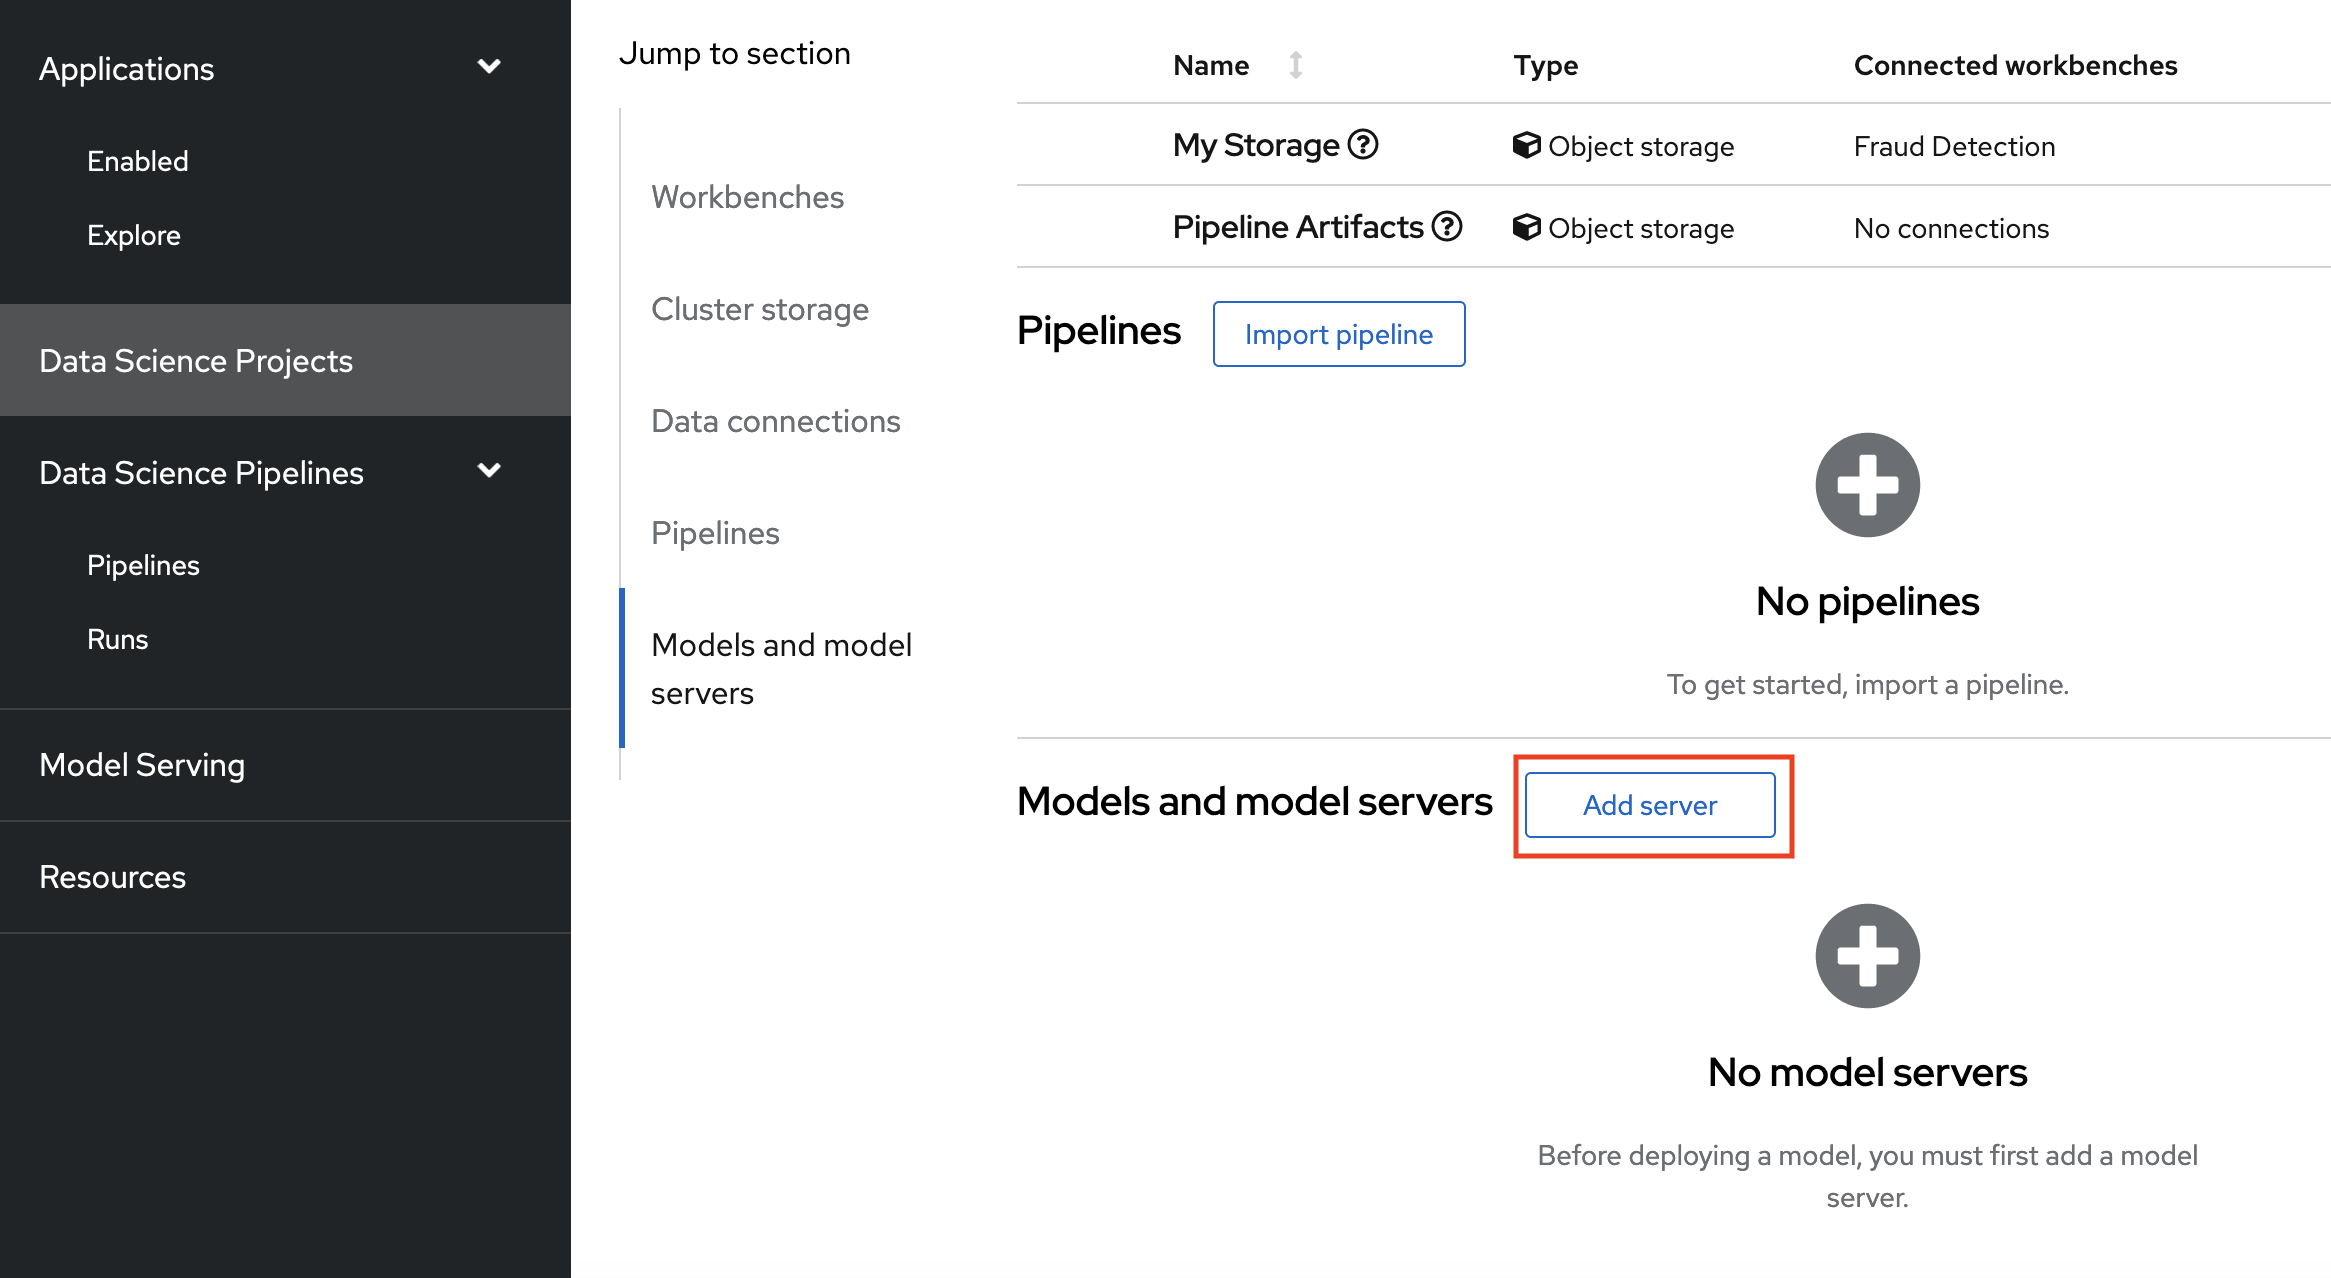 Applications
Enabled
Explore
Data Science Projects
Data Science Pipelines
Pipelines
Runs
Model Serving
Resources
Jump to section
Workbenches
Cluster storage
Data connections
Pipelines
Models and model
servers
Name Type Connected workbenches
My Storage Object storage Fraud Detection
Pipeline Artifacts Object storage No connections
Pipelines Import pipeline
No pipelines
To get started, import a pipeline.
Models and model servers Add server
No model servers
Before deploying a model, you must first add a model
server.